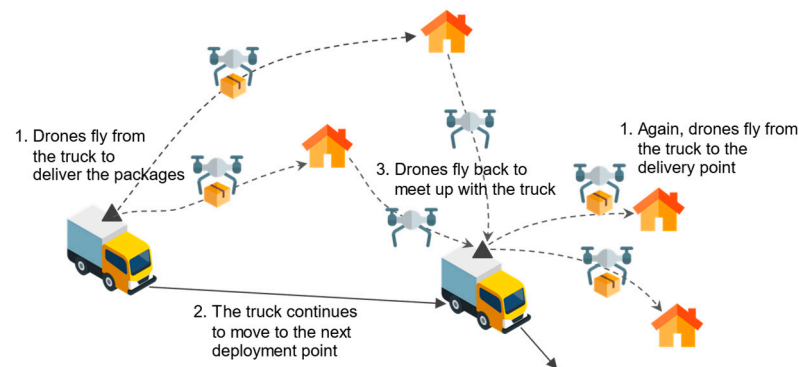 1. Drones fly from
the truck to
deliver the packages
2. The truck continues
to move to the next
deployment point
3. Drones fly back to
meet up with the truck
1. Again, drones fly from
the truck to the
delivery point